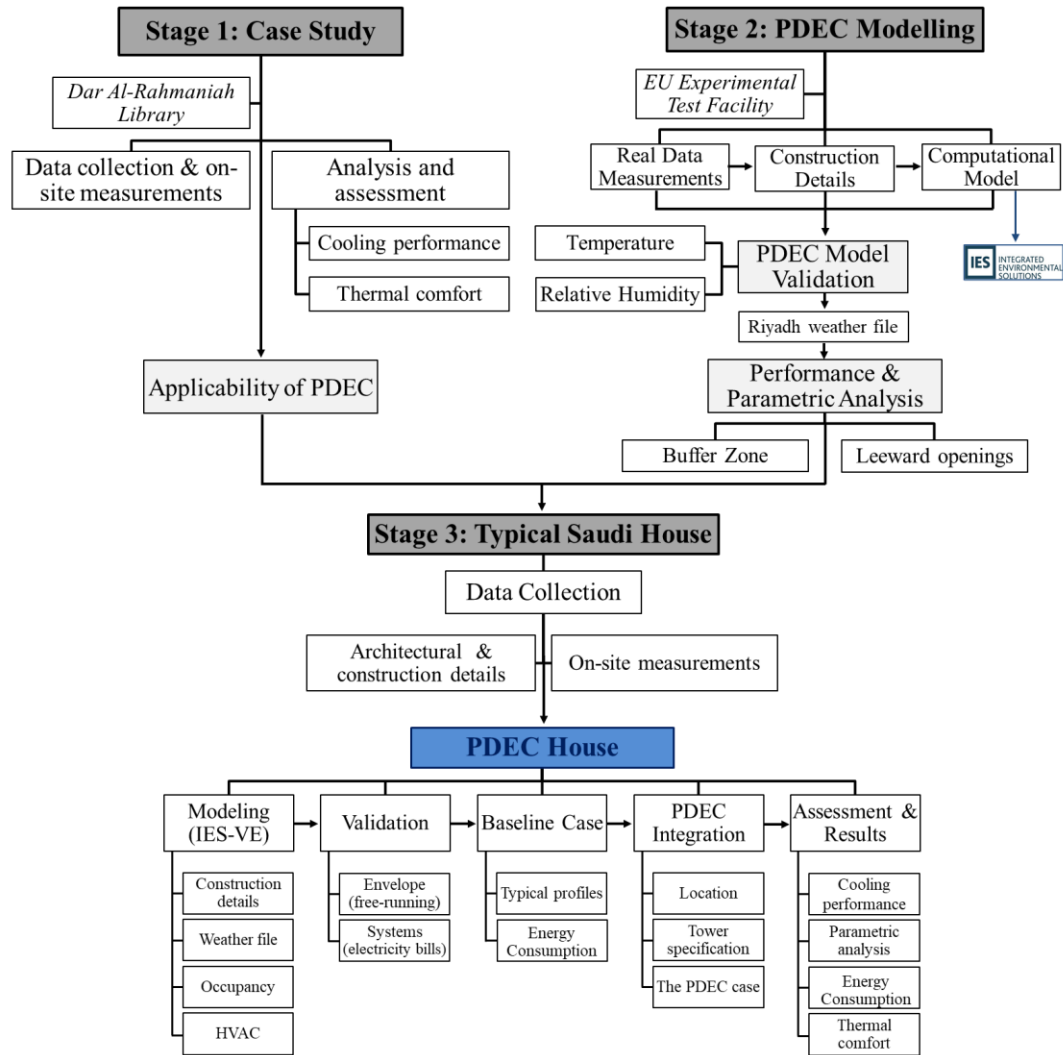 Stage 1: Case Study
Dar Al-Rahmaniah
Library
Data collection & on-
site measurements
Analysis and
assessment
Cooling performance
Thermal comfort
Applicability of PDEC
Stage 2: PDEC Modelling
EU Experimental
Test Facility
Real Data
Measurements
Construction
Details
Computational
Model
IES INTEGRATED
ENVIRONMENTAL
SOLUTIONS
Temperature
Relative Humidity
PDEC Model
Validation
Riyadh weather file
Performance &
Parametric Analysis
Buffer Zone
Leeward openings
Stage 3: Typical Saudi House
Data Collection
Architectural &
construction details
On-site measurements
PDEC House
Modeling
(IES-VE)
Construction
details
Weather file
Occupancy
HVAC
Validation
Envelope
(free-running)
Systems
(electricity bills)
Baseline Case
Typical profiles
Energy
Consumption
PDEC
Integration
Location
Tower
specification
The PDEC case
Assessment &
Results
Cooling
performance
Parametric
analysis
Energy
Consumption
Thermal
comfort